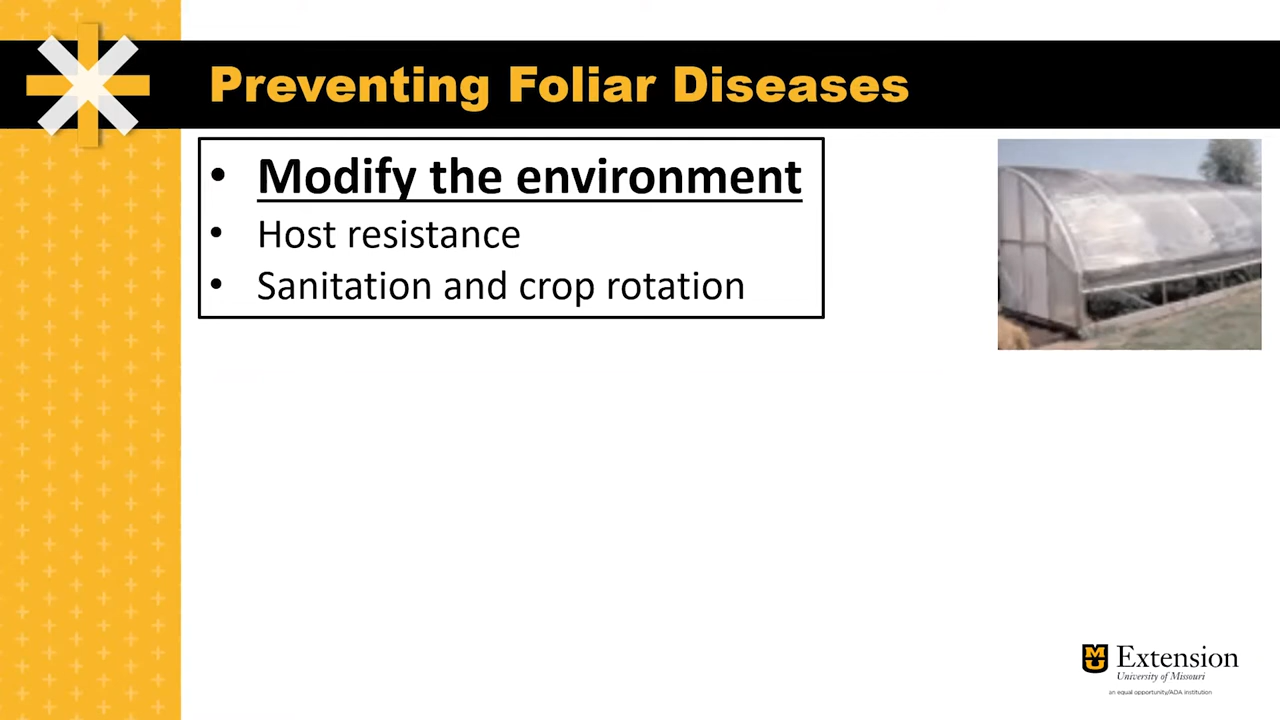 Preventing Foliar Diseases
• Modify the environment
• Host resistance
• Sanitation and crop rotation
MU Extension
University of Missouri
an equal opportunity/ADA institution